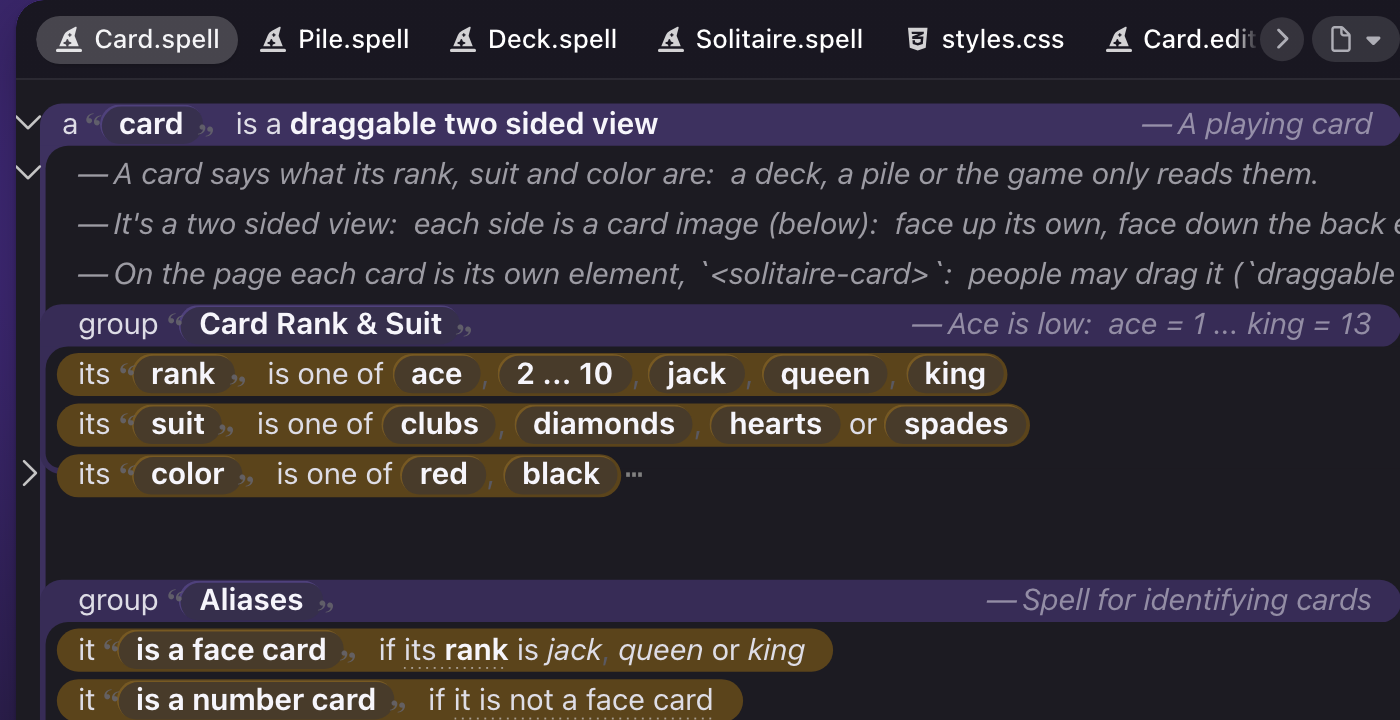 Card.spell Pile.spell Deck.spell Solitaire.spell styles.css Card.edit
a “card” is a draggable two sided view — A playing card
— A card says what its rank, suit and color are: a deck, a pile or the game only reads them.
— It's a two sided view: each side is a card image (below): face up its own, face down the back
— On the page each card is its own element, `<solitaire-card>`: people may drag it (`draggable
group “Card Rank & Suit” — Ace is low: ace = 1 ... king = 13
its “rank” is one of ace, 2 ... 10, jack, queen, king
its “suit” is one of clubs, diamonds, hearts or spades
its “color” is one of red, black ···
group “Aliases” — Spell for identifying cards
it “is a face card” if its rank is jack, queen or king
it “is a number card” if it is not a face card